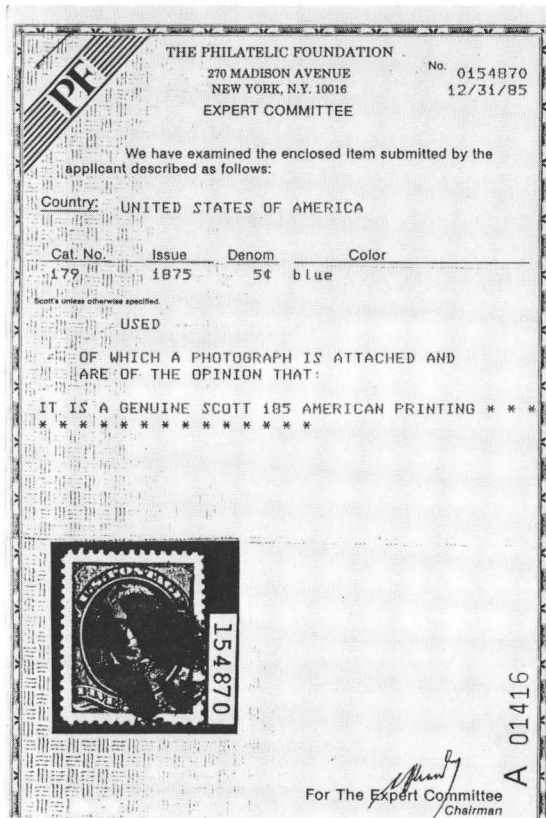 PF
THE PHILATELIC FOUNDATION
270 MADISON AVENUE
NEW YORK, N.Y. 10016
EXPERT COMMITTEE
No. 0154870
12/31/85
We have examined the enclosed item submitted by the
applicant described as follows:
Country: UNITED STATES OF AMERICA
Cat. No. Issue Denom Color
179 1875 5¢ blue
Scott's unless otherwise specified.
USED
OF WHICH A PHOTOGRAPH IS ATTACHED AND
ARE OF THE OPINION THAT:
IT IS A GENUINE SCOTT 185 AMERICAN PRINTING * * *
* * * * * * * * * * * * *
154870
A 01416
For The Expert Committee
Chairman